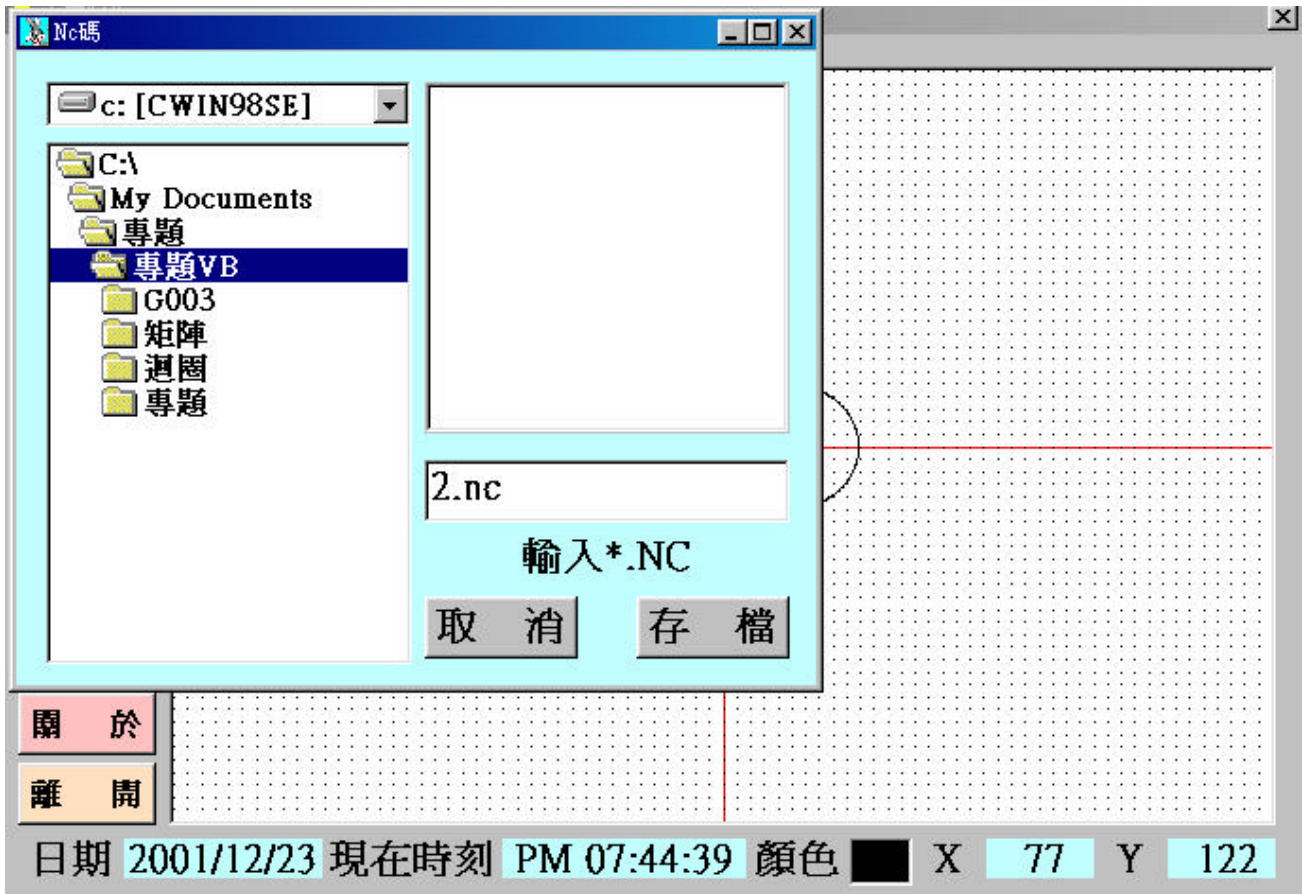 Nc碼
c: [CWIN98SE]
C:\
My Documents
專題
專題VB
G003
矩陣
迴圈
專題
2.nc
輸入*.NC
取 消
存 檔
關 於
離 開
日期 2001/12/23 現在時刻 PM 07:44:39 顏色 X 77 Y 122